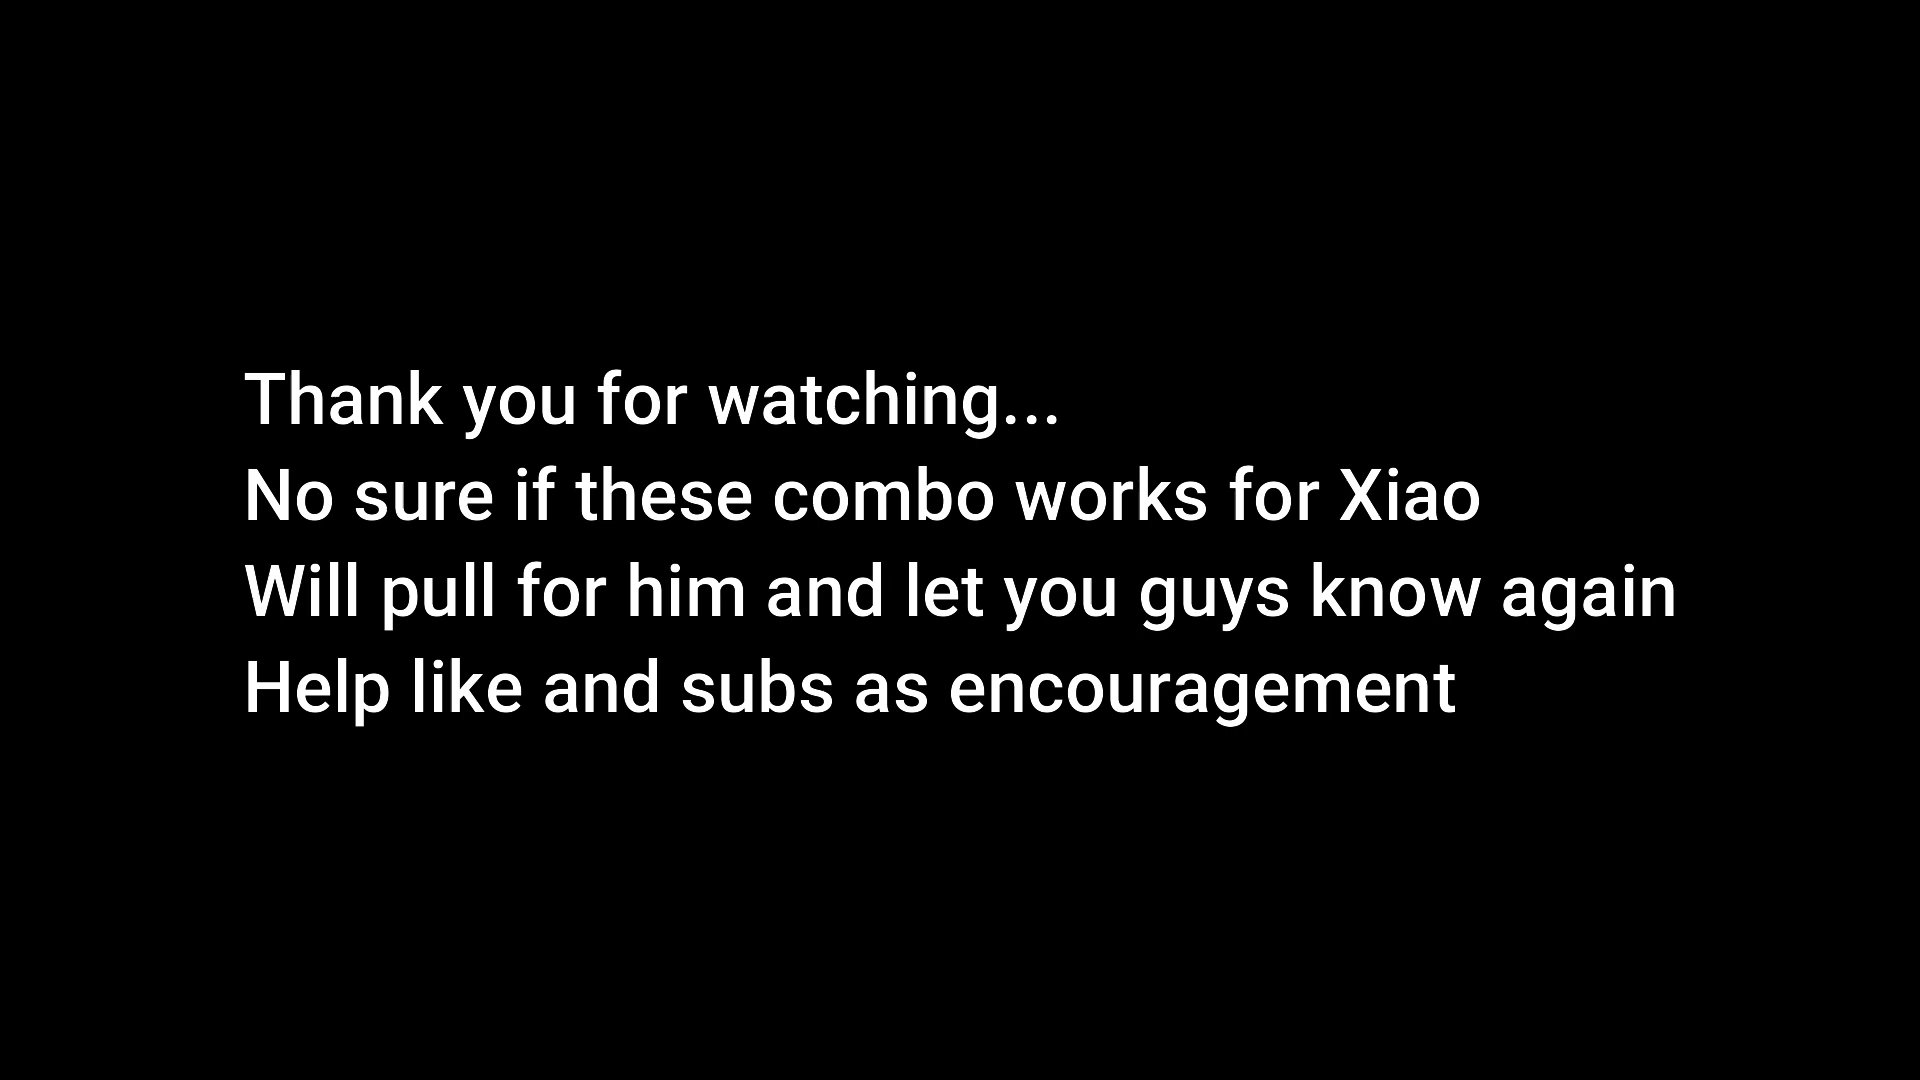 Thank you for watching...
No sure if these combo works for Xiao
Will pull for him and let you guys know again
Help like and subs as encouragement